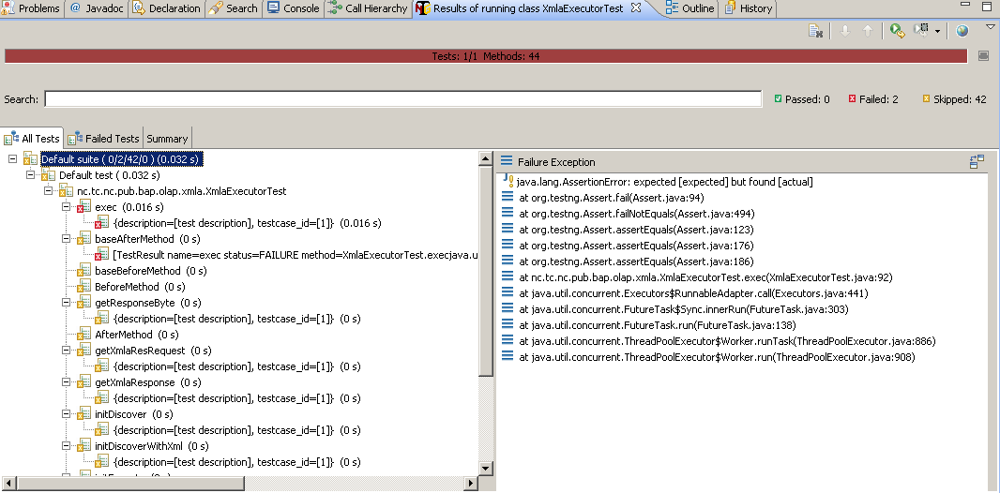 Problems @ Javadoc Declaration Search Console Call Hierarchy Results of running class XmlaExecutorTest Outline History
Tests: 1/1 Methods: 44
Search: Passed: 0 Failed: 2 Skipped: 42
All Tests Failed Tests Summary
Default suite ( 0/2/42/0 ) (0.032 s)
Default test ( 0.032 s)
nc.tc.nc.pub.bap.olap.xmla.XmlaExecutorTest
exec (0.016 s)
{description=[test description], testcase_id=[1]} (0.016 s)
baseAfterMethod (0 s)
[TestResult name=exec status=FAILURE method=XmlaExecutorTest.execjava.u
baseBeforeMethod (0 s)
BeforeMethod (0 s)
getResponseByte (0 s)
{description=[test description], testcase_id=[1]} (0 s)
AfterMethod (0 s)
getXmlaResRequest (0 s)
{description=[test description], testcase_id=[1]} (0 s)
getXmlaResponse (0 s)
{description=[test description], testcase_id=[1]} (0 s)
initDiscover (0 s)
{description=[test description], testcase_id=[1]} (0 s)
initDiscoverWithXml (0 s)
{description=[test description], testcase_id=[1]} (0 s)
Failure Exception
java.lang.AssertionError: expected [expected] but found [actual]
at org.testng.Assert.fail(Assert.java:94)
at org.testng.Assert.failNotEquals(Assert.java:494)
at org.testng.Assert.assertEquals(Assert.java:123)
at org.testng.Assert.assertEquals(Assert.java:176)
at org.testng.Assert.assertEquals(Assert.java:186)
at nc.tc.nc.pub.bap.olap.xmla.XmlaExecutorTest.exec(XmlaExecutorTest.java:92)
at java.util.concurrent.Executors$RunnableAdapter.call(Executors.java:441)
at java.util.concurrent.FutureTask$Sync.innerRun(FutureTask.java:303)
at java.util.concurrent.FutureTask.run(FutureTask.java:138)
at java.util.concurrent.ThreadPoolExecutor$Worker.runTask(ThreadPoolExecutor.java:886)
at java.util.concurrent.ThreadPoolExecutor$Worker.run(ThreadPoolExecutor.java:908)